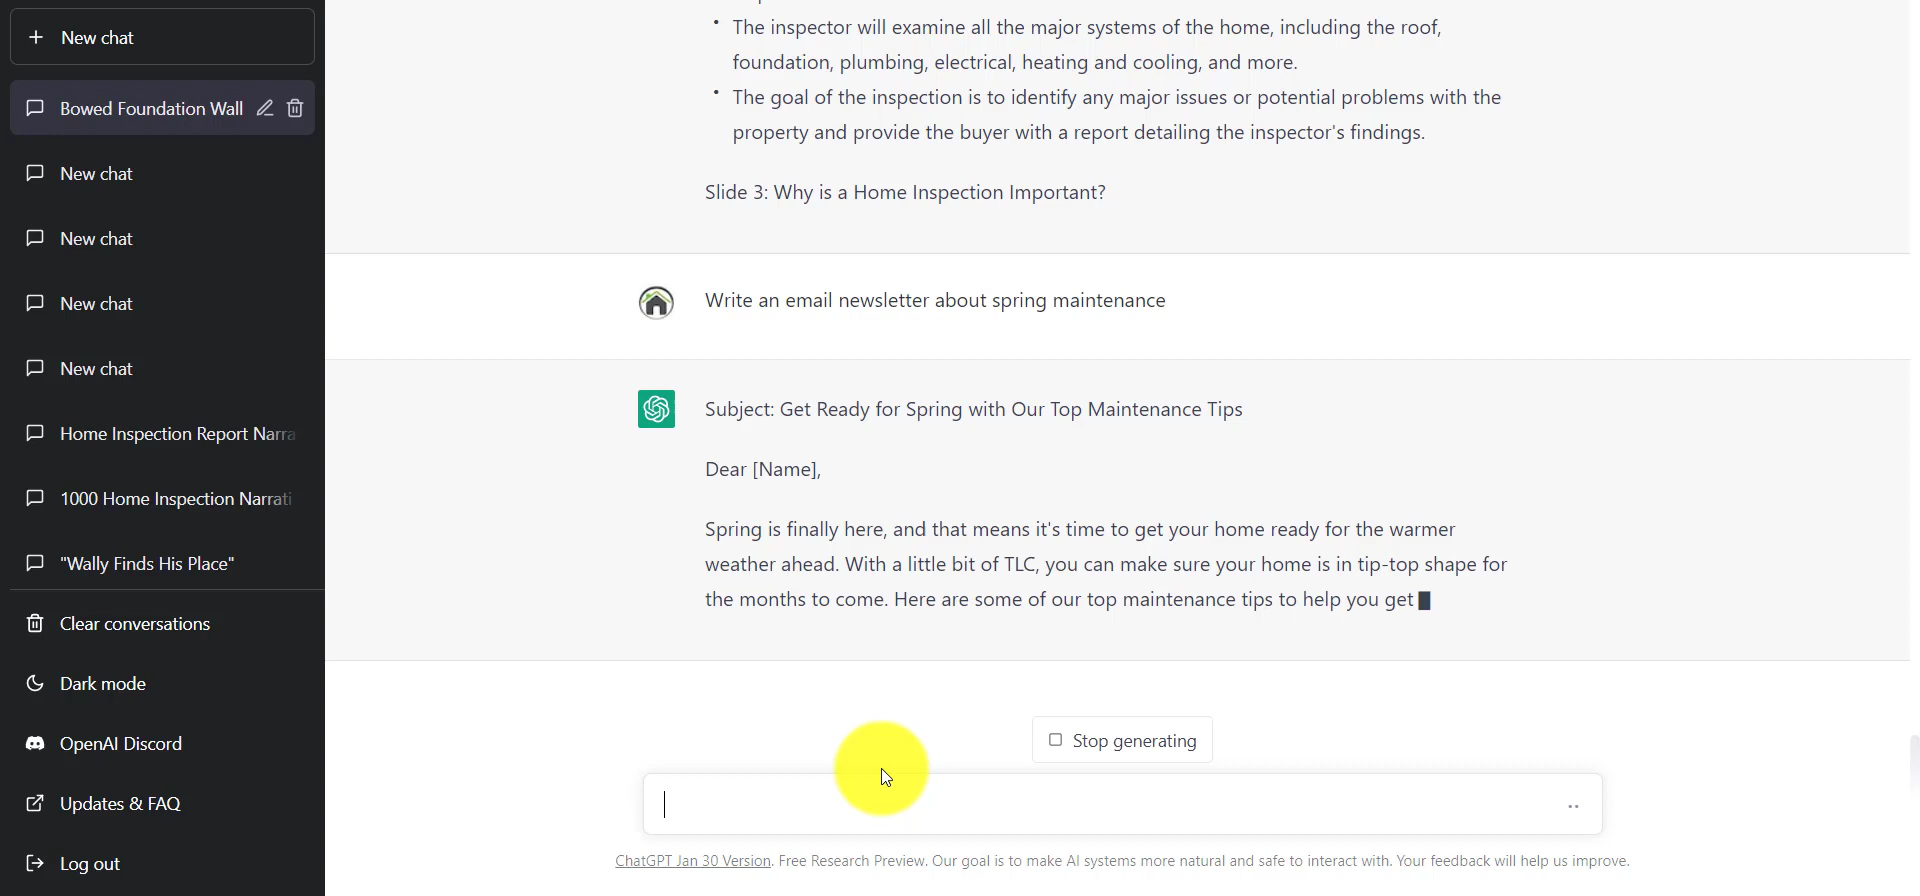 New chat
Bowed Foundation Wall
New chat
New chat
New chat
New chat
Home Inspection Report Narra
1000 Home Inspection Narrati
"Wally Finds His Place"
Clear conversations
Dark mode
OpenAI Discord
Updates & FAQ
Log out
The inspector will examine all the major systems of the home, including the roof,
foundation, plumbing, electrical, heating and cooling, and more.
The goal of the inspection is to identify any major issues or potential problems with the
property and provide the buyer with a report detailing the inspector's findings.
Slide 3: Why is a Home Inspection Important?
Write an email newsletter about spring maintenance
Subject: Get Ready for Spring with Our Top Maintenance Tips
Dear [Name],
Spring is finally here, and that means it's time to get your home ready for the warmer
weather ahead. With a little bit of TLC, you can make sure your home is in tip-top shape for
the months to come. Here are some of our top maintenance tips to help you get
Stop generating
ChatGPT Jan 30 Version. Free Research Preview. Our goal is to make AI systems more natural and safe to interact with. Your feedback will help us improve.